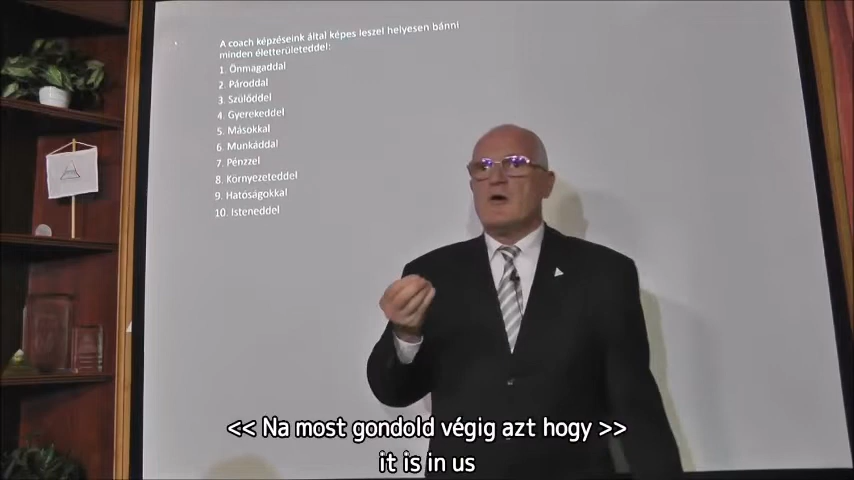 A coach képzéseink által képes leszel helyesen bánni
minden életterületeddel:
1. Önmagaddal
2. Pároddal
3. Szülőddel
4. Gyerekeddel
5. Másokkal
6. Munkáddal
7. Pénzzel
8. Környezeteddel
9. Hatóságokkal
10. Isteneddel
<< Na most gondold végig azt hogy >>
it is in us